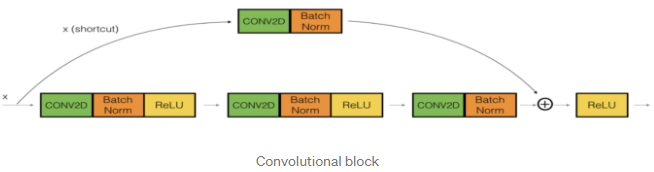 x (shortcut)
CONV2D
Batch
Norm
x
CONV2D
Batch
Norm
ReLU
CONV2D
Batch
Norm
ReLU
CONV2D
Batch
Norm
ReLU
Convolutional block